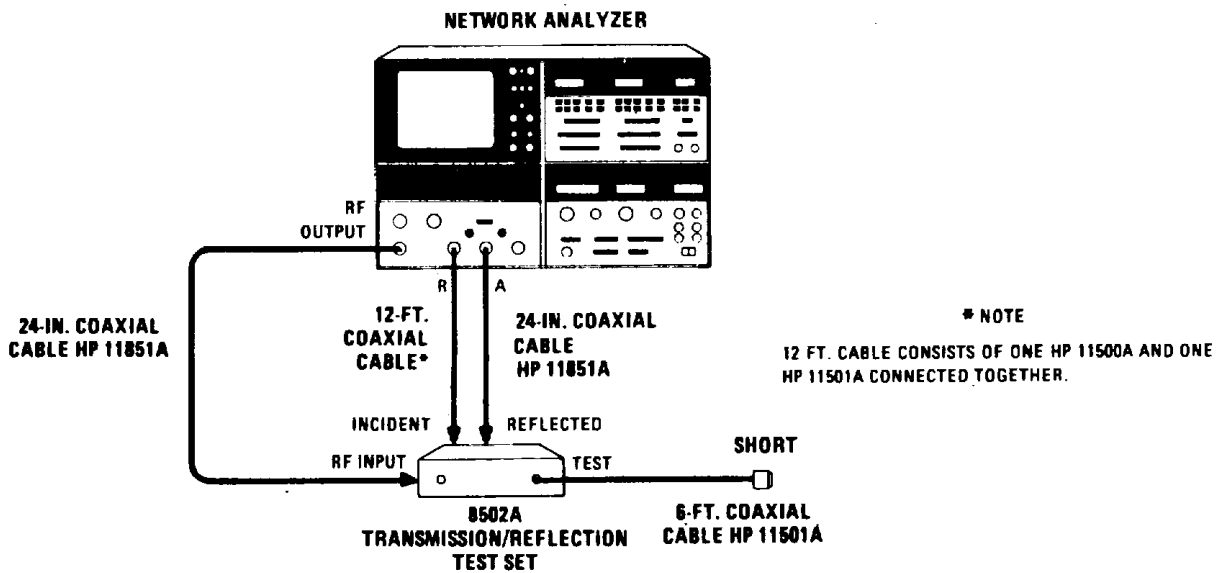 NETWORK ANALYZER
RF
OUTPUT
R
A
24-IN. COAXIAL
CABLE HP 11851A
12-FT.
COAXIAL
CABLE*
24-IN. COAXIAL
CABLE
HP 11851A
* NOTE
12 FT. CABLE CONSISTS OF ONE HP 11500A AND ONE
HP 11501A CONNECTED TOGETHER.
INCIDENT
REFLECTED
RF INPUT
TEST
SHORT
8502A
TRANSMISSION/REFLECTION
TEST SET
6-FT. COAXIAL
CABLE HP 11501A